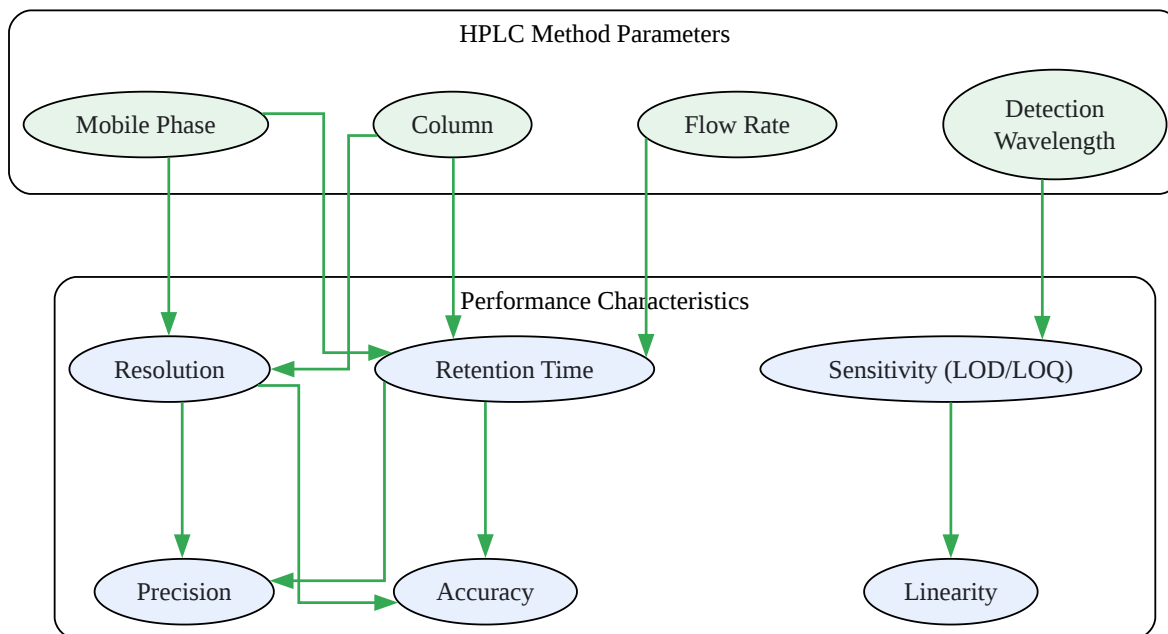 HPLC Method Parameters
Mobile Phase
Column
Flow Rate
Detection
Wavelength
Performance Characteristics
Resolution
Retention Time
Sensitivity (LOD/LOQ)
Precision
Accuracy
Linearity